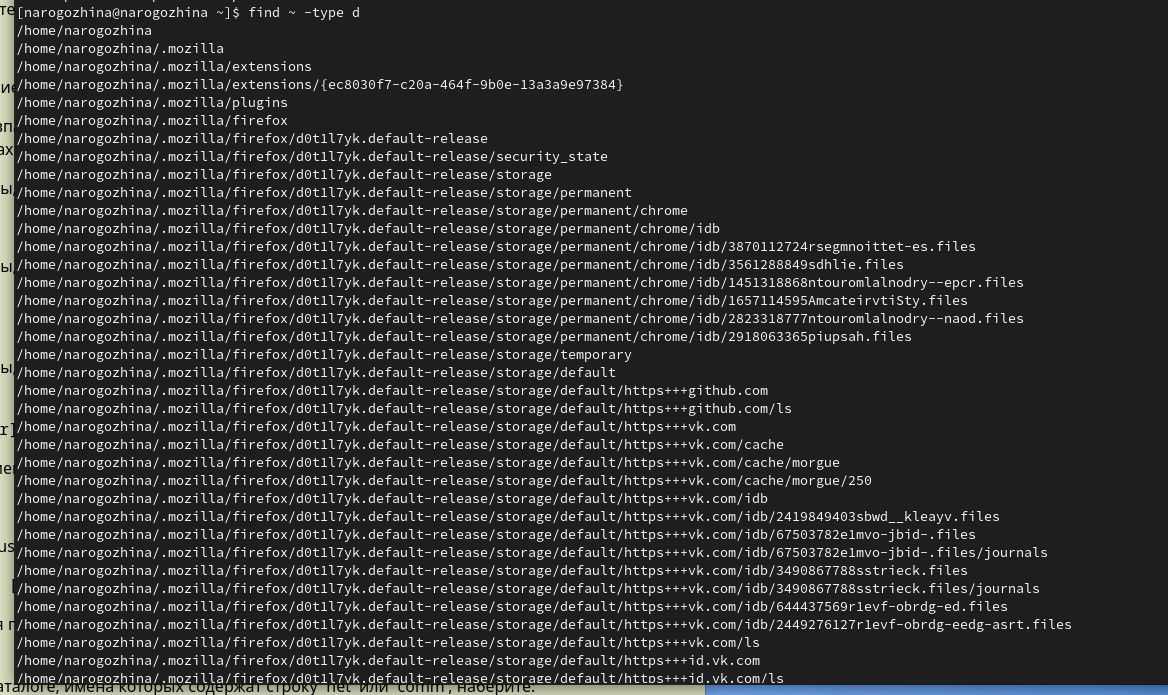 [narogozhina@narogozhina ~]$ find ~ -type d
/home/narogozhina
/home/narogozhina/.mozilla
/home/narogozhina/.mozilla/extensions
/home/narogozhina/.mozilla/extensions/{ec8030f7-c20a-464f-9b0e-13a3a9e97384}
/home/narogozhina/.mozilla/plugins
/home/narogozhina/.mozilla/firefox
/home/narogozhina/.mozilla/firefox/d0t1l7yk.default-release
/home/narogozhina/.mozilla/firefox/d0t1l7yk.default-release/security_state
/home/narogozhina/.mozilla/firefox/d0t1l7yk.default-release/storage
/home/narogozhina/.mozilla/firefox/d0t1l7yk.default-release/storage/permanent
/home/narogozhina/.mozilla/firefox/d0t1l7yk.default-release/storage/permanent/chrome
/home/narogozhina/.mozilla/firefox/d0t1l7yk.default-release/storage/permanent/chrome/idb
/home/narogozhina/.mozilla/firefox/d0t1l7yk.default-release/storage/permanent/chrome/idb/3870112724rsegmnoittet-es.files
/home/narogozhina/.mozilla/firefox/d0t1l7yk.default-release/storage/permanent/chrome/idb/3561288849sdhlie.files
/home/narogozhina/.mozilla/firefox/d0t1l7yk.default-release/storage/permanent/chrome/idb/1451318868ntouromlalnodry--epcr.files
/home/narogozhina/.mozilla/firefox/d0t1l7yk.default-release/storage/permanent/chrome/idb/1657114595AmcateirvtiSty.files
/home/narogozhina/.mozilla/firefox/d0t1l7yk.default-release/storage/permanent/chrome/idb/2823318777ntouromlalnodry--naod.files
/home/narogozhina/.mozilla/firefox/d0t1l7yk.default-release/storage/permanent/chrome/idb/2918063365piupsah.files
/home/narogozhina/.mozilla/firefox/d0t1l7yk.default-release/storage/temporary
/home/narogozhina/.mozilla/firefox/d0t1l7yk.default-release/storage/default
/home/narogozhina/.mozilla/firefox/d0t1l7yk.default-release/storage/default/https+++github.com
/home/narogozhina/.mozilla/firefox/d0t1l7yk.default-release/storage/default/https+++github.com/ls
/home/narogozhina/.mozilla/firefox/d0t1l7yk.default-release/storage/default/https+++vk.com
/home/narogozhina/.mozilla/firefox/d0t1l7yk.default-release/storage/default/https+++vk.com/cache
/home/narogozhina/.mozilla/firefox/d0t1l7yk.default-release/storage/default/https+++vk.com/cache/morgue
/home/narogozhina/.mozilla/firefox/d0t1l7yk.default-release/storage/default/https+++vk.com/cache/morgue/250
/home/narogozhina/.mozilla/firefox/d0t1l7yk.default-release/storage/default/https+++vk.com/idb
/home/narogozhina/.mozilla/firefox/d0t1l7yk.default-release/storage/default/https+++vk.com/idb/2419849403sbwd__kleayv.files
/home/narogozhina/.mozilla/firefox/d0t1l7yk.default-release/storage/default/https+++vk.com/idb/67503782e1mvo-jbid-.files
/home/narogozhina/.mozilla/firefox/d0t1l7yk.default-release/storage/default/https+++vk.com/idb/67503782e1mvo-jbid-.files/journals
/home/narogozhina/.mozilla/firefox/d0t1l7yk.default-release/storage/default/https+++vk.com/idb/3490867788sstrieck.files
/home/narogozhina/.mozilla/firefox/d0t1l7yk.default-release/storage/default/https+++vk.com/idb/3490867788sstrieck.files/journals
/home/narogozhina/.mozilla/firefox/d0t1l7yk.default-release/storage/default/https+++vk.com/idb/644437569r1evf-obrdg-ed.files
/home/narogozhina/.mozilla/firefox/d0t1l7yk.default-release/storage/default/https+++vk.com/idb/2449276127r1evf-obrdg-eedg-asrt.files
/home/narogozhina/.mozilla/firefox/d0t1l7yk.default-release/storage/default/https+++vk.com/ls
/home/narogozhina/.mozilla/firefox/d0t1l7yk.default-release/storage/default/https+++id.vk.com
/home/narogozhina/.mozilla/firefox/d0t1l7yk.default-release/storage/default/https+++id.vk.com/ls